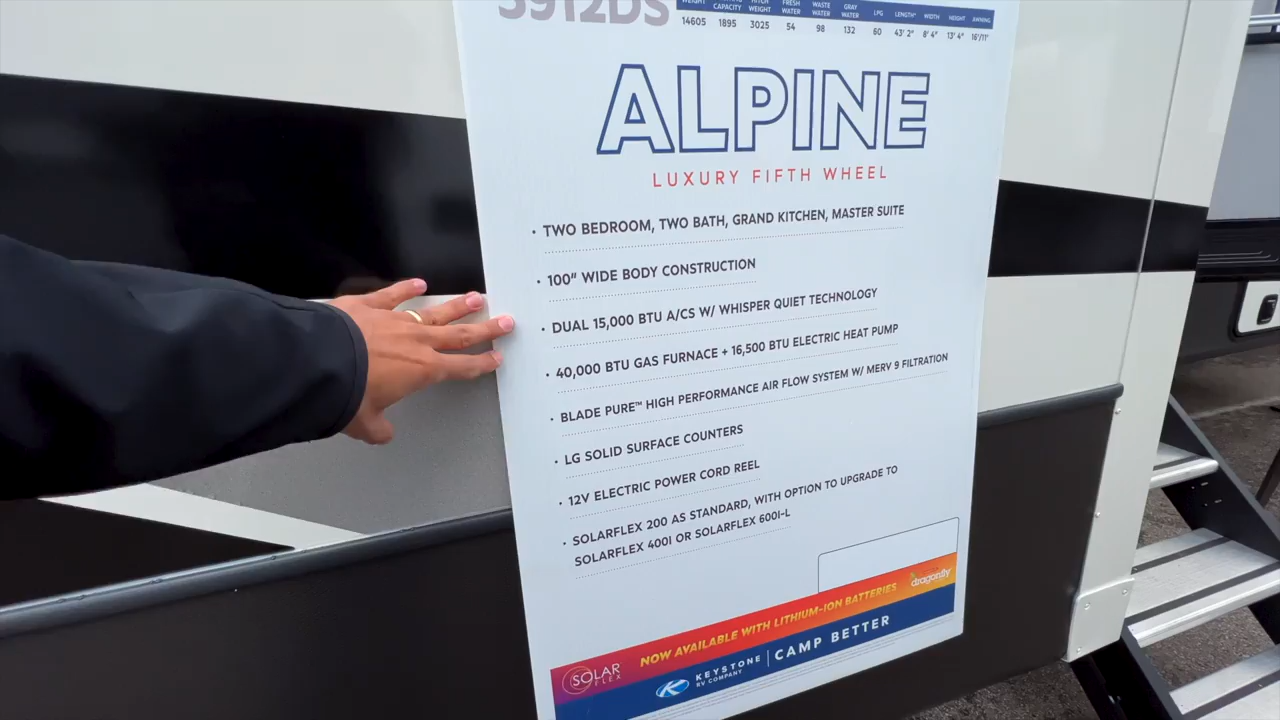 3912DS
WEIGHT CAPACITY WEIGHT WATER WATER WATER LPG LENGTH* WIDTH HEIGHT AWNING
14605 1895 3025 54 98 132 60 43' 2" 8' 4" 13' 4" 16'/11'
ALPINE
LUXURY FIFTH WHEEL
· TWO BEDROOM, TWO BATH, GRAND KITCHEN, MASTER SUITE
· 100" WIDE BODY CONSTRUCTION
· DUAL 15,000 BTU A/CS W/ WHISPER QUIET TECHNOLOGY
· 40,000 BTU GAS FURNACE + 16,500 BTU ELECTRIC HEAT PUMP
· BLADE PURE™ HIGH PERFORMANCE AIR FLOW SYSTEM W/ MERV 9 FILTRATION
· LG SOLID SURFACE COUNTERS
· 12V ELECTRIC POWER CORD REEL
· SOLARFLEX 200 AS STANDARD, WITH OPTION TO UPGRADE TO
SOLARFLEX 400I OR SOLARFLEX 600I-L
SOLAR
FLEX
NOW AVAILABLE WITH LITHIUM-ION BATTERIES
dragonfly
K KEYSTONE
RV COMPANY
CAMP BETTER